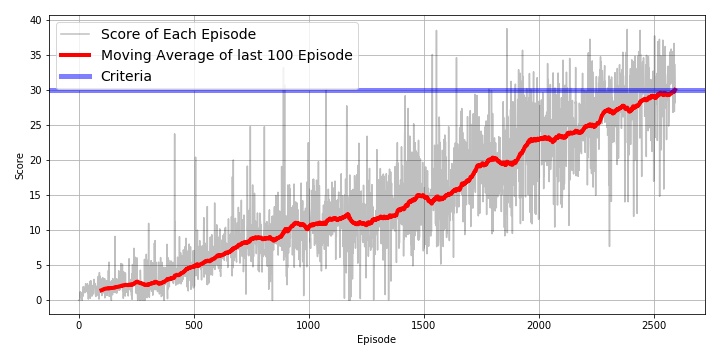 Score of Each Episode
Moving Average of last 100 Episode
Criteria
Score
40
35
30
25
20
15
10
5
0
0 500 1000 1500 2000 2500
Episode